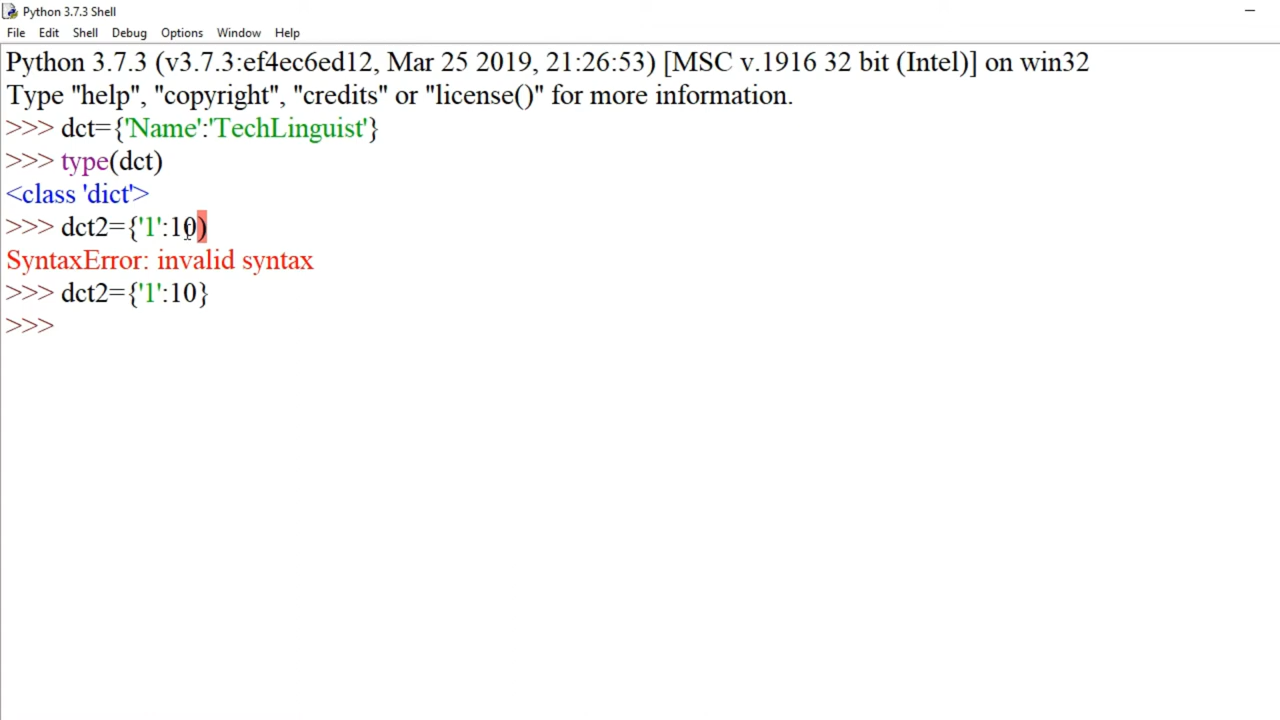 Python 3.7.3 Shell
File Edit Shell Debug Options Window Help
Python 3.7.3 (v3.7.3:ef4ec6ed12, Mar 25 2019, 21:26:53) [MSC v.1916 32 bit (Intel)] on win32
Type "help", "copyright", "credits" or "license()" for more information.
>>> dct={'Name':'TechLinguist'}
>>> type(dct)
<class 'dict'>
>>> dct2={'1':10)
SyntaxError: invalid syntax
>>> dct2={'1':10}
>>>